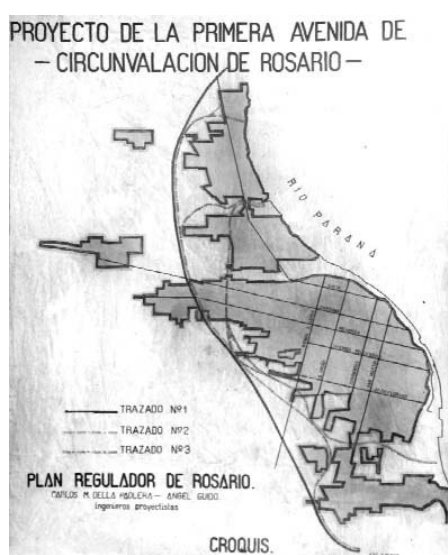 PROYECTO DE LA PRIMERA AVENIDA DE
— CIRCUNVALACION DE ROSARIO —
RIO PARANA
TRAZADO Nº1
TRAZADO Nº2
TRAZADO Nº3
PLAN REGULADOR DE ROSARIO.
CARLOS M. DELLA PAOLERA — ANGEL GUIDO.
ingenieros proyectistas
CROQUIS.